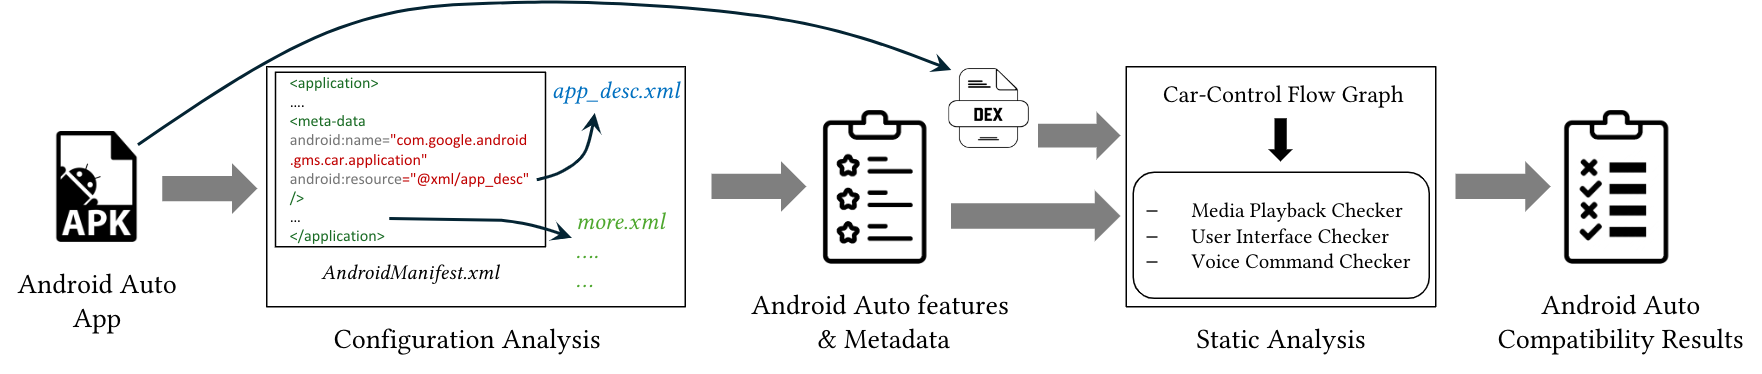 APK
Android Auto
App
<application>
....
<meta-data
android:name="com.google.android
.gms.car.application"
android:resource="@xml/app_desc"
/>
...
</application>
AndroidManifest.xml
app_desc.xml
more.xml
....
...
Configuration Analysis
Android Auto features
& Metadata
DEX
Car-Control Flow Graph
– Media Playback Checker
– User Interface Checker
– Voice Command Checker
Static Analysis
Android Auto
Compatibility Results